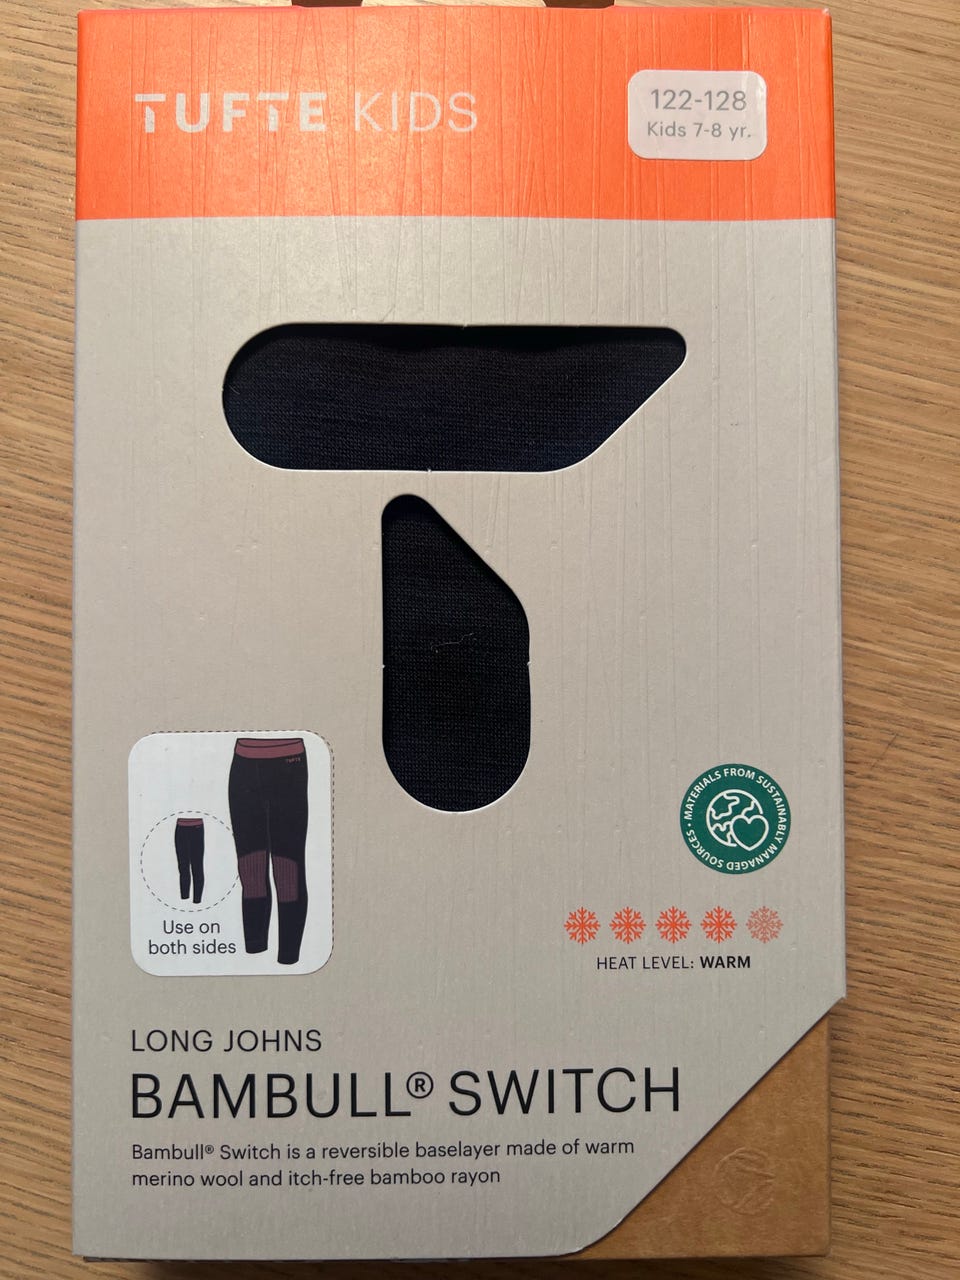 TUFTE KIDS
122-128
Kids 7-8 yr.
TUFTE
Use on
both sides
MATERIALS FROM SUSTAINABLY MANAGED SOURCES •
HEAT LEVEL: WARM
LONG JOHNS
BAMBULL® SWITCH
Bambull® Switch is a reversible baselayer made of warm
merino wool and itch-free bamboo rayon